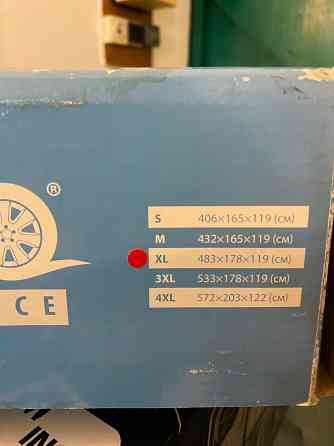 ®
S 406×165×119 (CM)
M 432×165×119 (CM)
XL 483×178×119 (CM)
3XL 533×178×119 (CM)
4XL 572×203×122 (CM)
I C E
IN